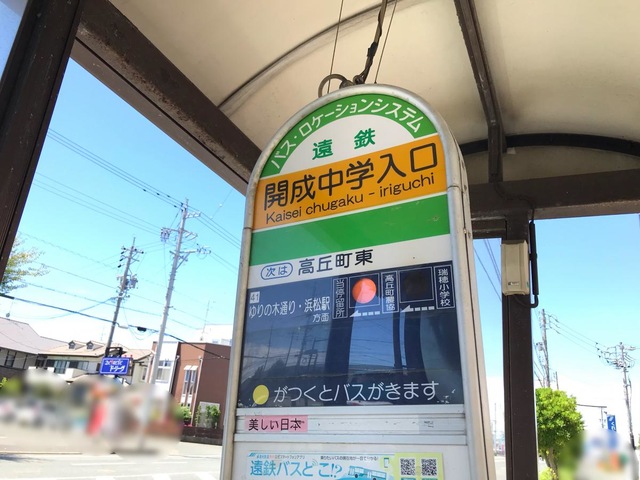 バス・ロケーションシステム
遠鉄
開成中学入口
Kaisei chugaku - iriguchi
次は 高丘町東
41
ゆりの木通り・浜松駅
方面
当停留所
高丘町農協
瑞穂小学校
がつくとバスがきます
美しい日本
遠鉄バスどこ!?